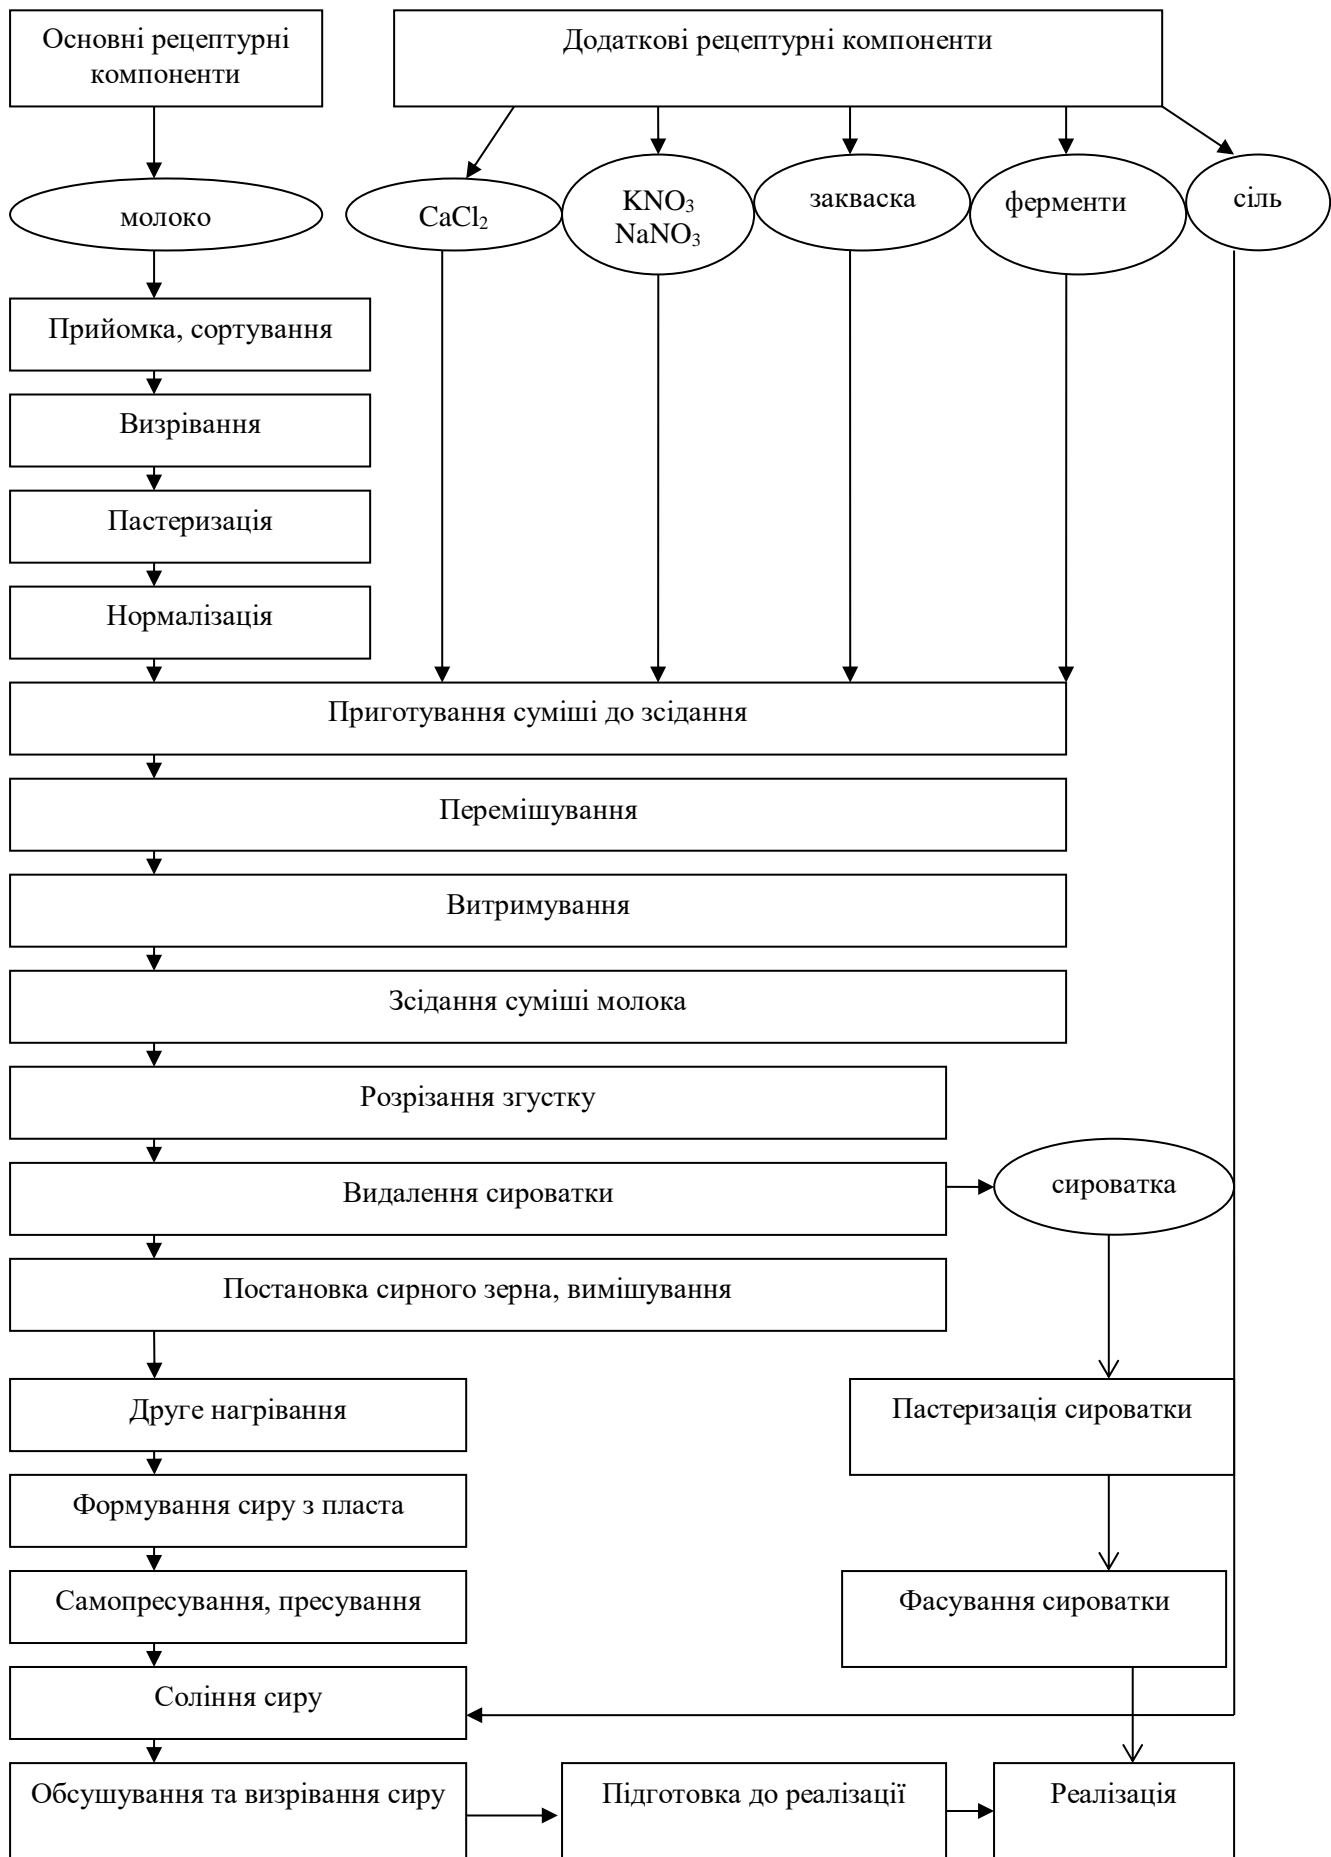 Основні рецептурні
компоненти
Додаткові рецептурні компоненти
молоко
CaCl₂
KNO₃
NaNO₃
закваска
ферменти
сіль
Прийомка, сортування
Визрівання
Пастеризація
Нормалізація
Приготування суміші до зсідання
Перемішування
Витримування
Зсідання суміші молока
Розрізання згустку
Видалення сироватки
сироватка
Постановка сирного зерна, вимішування
Друге нагрівання
Пастеризація сироватки
Формування сиру з пласта
Самопресування, пресування
Фасування сироватки
Соління сиру
Обсушування та визрівання сиру
Підготовка до реалізації
Реалізація